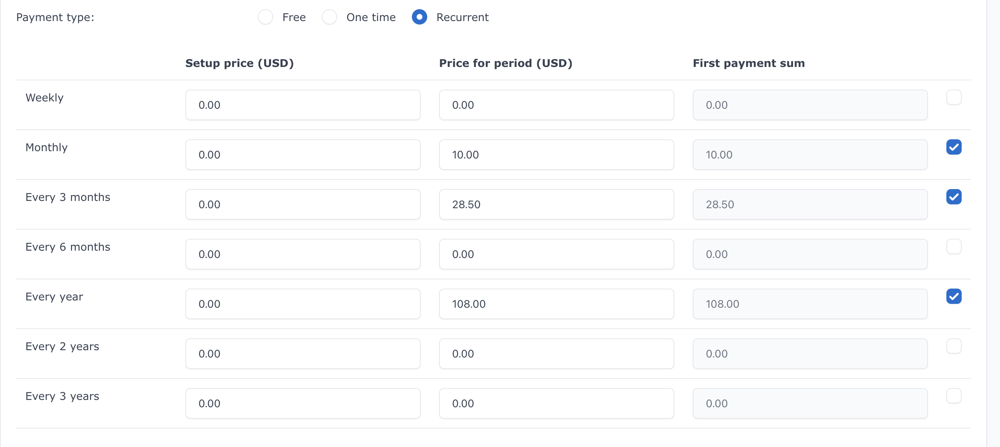 Payment type: Free One time Recurrent
Setup price (USD) Price for period (USD) First payment sum
Weekly 0.00 0.00 0.00
Monthly 0.00 10.00 10.00
Every 3 months 0.00 28.50 28.50
Every 6 months 0.00 0.00 0.00
Every year 0.00 108.00 108.00
Every 2 years 0.00 0.00 0.00
Every 3 years 0.00 0.00 0.00